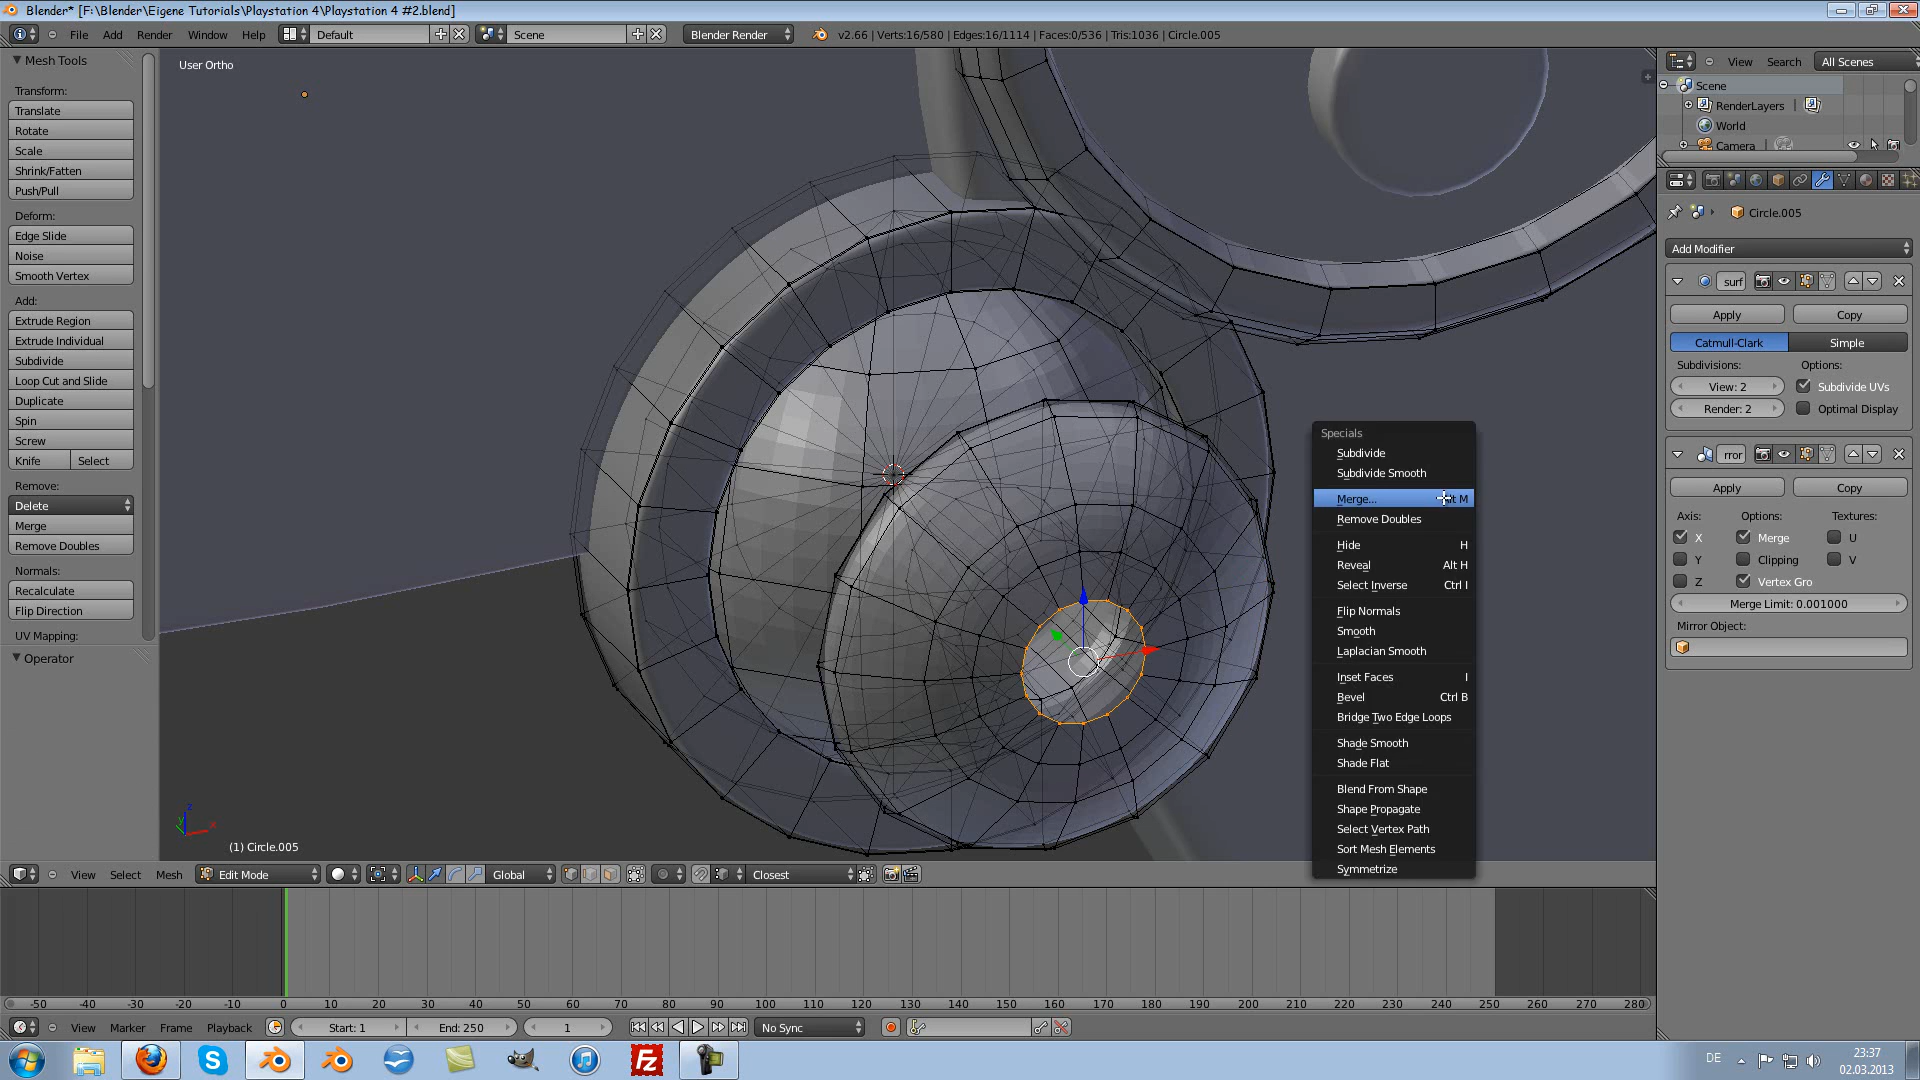 Blender* [F:\Blender\Eigene Tutorials\Playstation 4\Playstation 4 #2.blend]
File Add Render Window Help Default Scene Blender Render v2.66 | Verts:16/580 | Edges:16/1114 | Faces:0/536 | Tris:1036 | Circle.005
Mesh Tools
Transform:
Translate
Rotate
Scale
Shrink/Fatten
Push/Pull
Deform:
Edge Slide
Noise
Smooth Vertex
Add:
Extrude Region
Extrude Individual
Subdivide
Loop Cut and Slide
Duplicate
Spin
Screw
Knife Select
Remove:
Delete
Merge
Remove Doubles
Normals:
Recalculate
Flip Direction
UV Mapping:
Operator
User Ortho
z
y
x
(1) Circle.005
Specials
Subdivide
Subdivide Smooth
Merge... M
Remove Doubles
Hide H
Reveal Alt H
Select Inverse Ctrl I
Flip Normals
Smooth
Laplacian Smooth
Inset Faces I
Bevel Ctrl B
Bridge Two Edge Loops
Shade Smooth
Shade Flat
Blend From Shape
Shape Propagate
Select Vertex Path
Sort Mesh Elements
Symmetrize
View Search All Scenes
Scene
RenderLayers
World
Camera
Circle.005
Add Modifier
surf
Apply Copy
Catmull-Clark Simple
Subdivisions: Options:
View: 2 Subdivide UVs
Render: 2 Optimal Display
rror
Apply Copy
Axis: Options: Textures:
X Merge U
Y Clipping V
Z Vertex Gro
Merge Limit: 0.001000
Mirror Object:
View Select Mesh Edit Mode Global Closest
-50 -40 -30 -20 -10 0 10 20 30 40 50 60 70 80 90 100 110 120 130 140 150 160 170 180 190 200 210 220 230 240 250 260 270 280
View Marker Frame Playback Start: 1 End: 250 1 No Sync
S
Fz
DE
23:37
02.03.2013